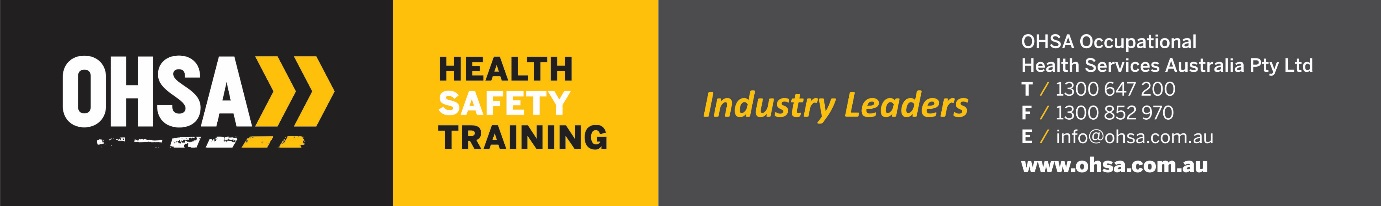 OHSA
HEALTH
SAFETY
TRAINING
Industry Leaders
OHSA Occupational
Health Services Australia Pty Ltd
T / 1300 647 200
F / 1300 852 970
E / info@ohsa.com.au
www.ohsa.com.au